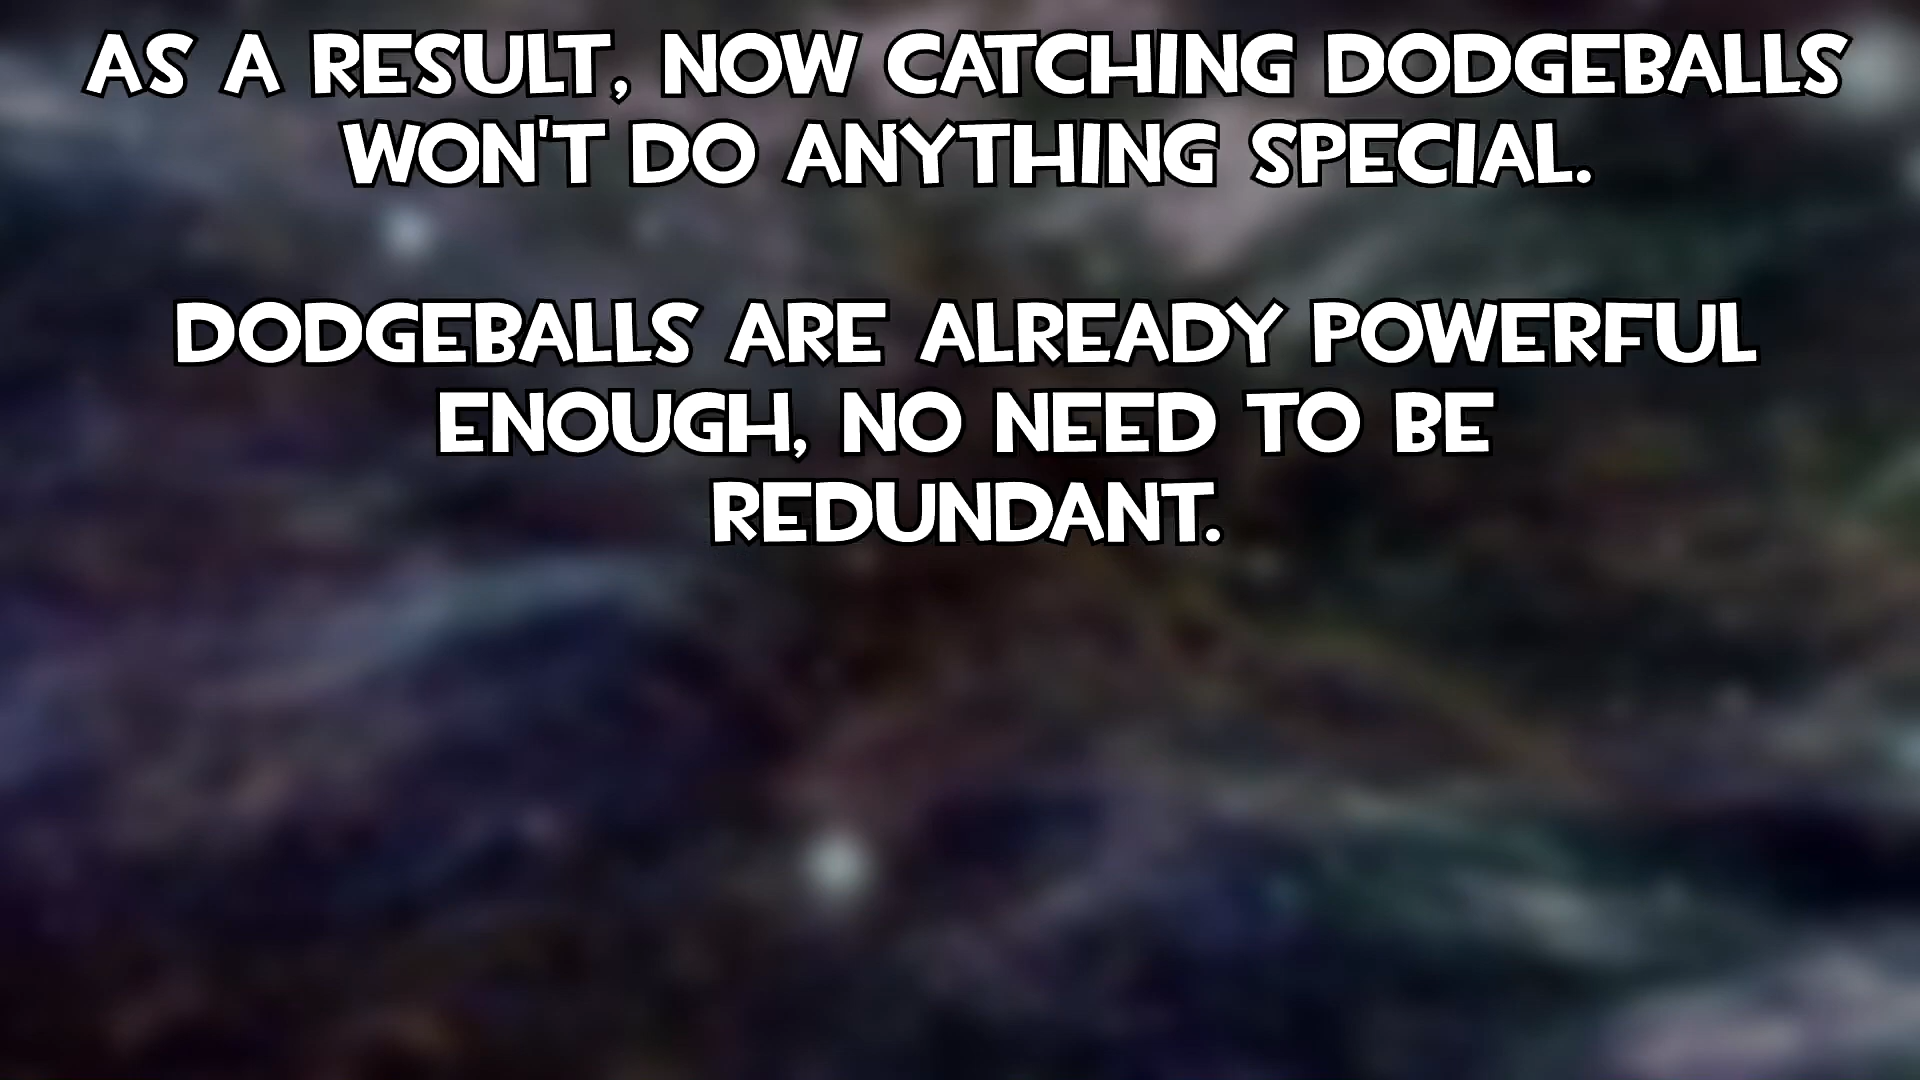 AS A RESULT, NOW CATCHING DODGEBALLS
WON'T DO ANYTHING SPECIAL.
DODGEBALLS ARE ALREADY POWERFUL
ENOUGH, NO NEED TO BE
REDUNDANT.